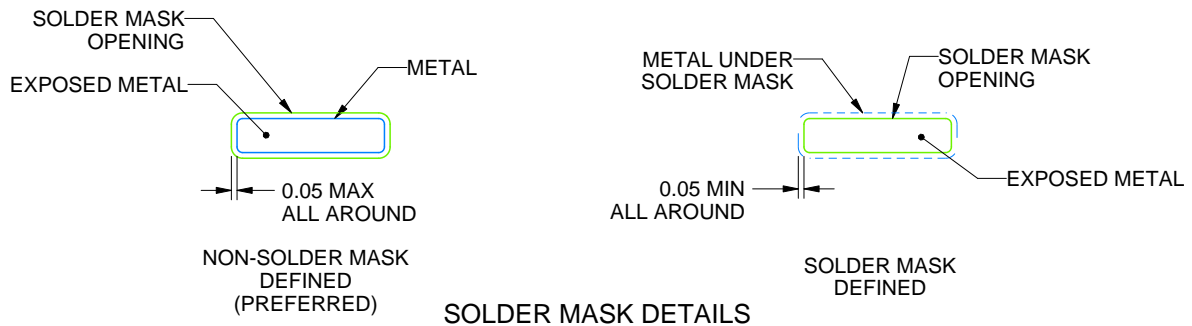 SOLDER MASK
OPENING
EXPOSED METAL
METAL
0.05 MAX
ALL AROUND
NON-SOLDER MASK
DEFINED
(PREFERRED)
METAL UNDER
SOLDER MASK
SOLDER MASK
OPENING
EXPOSED METAL
0.05 MIN
ALL AROUND
SOLDER MASK
DEFINED
SOLDER MASK DETAILS